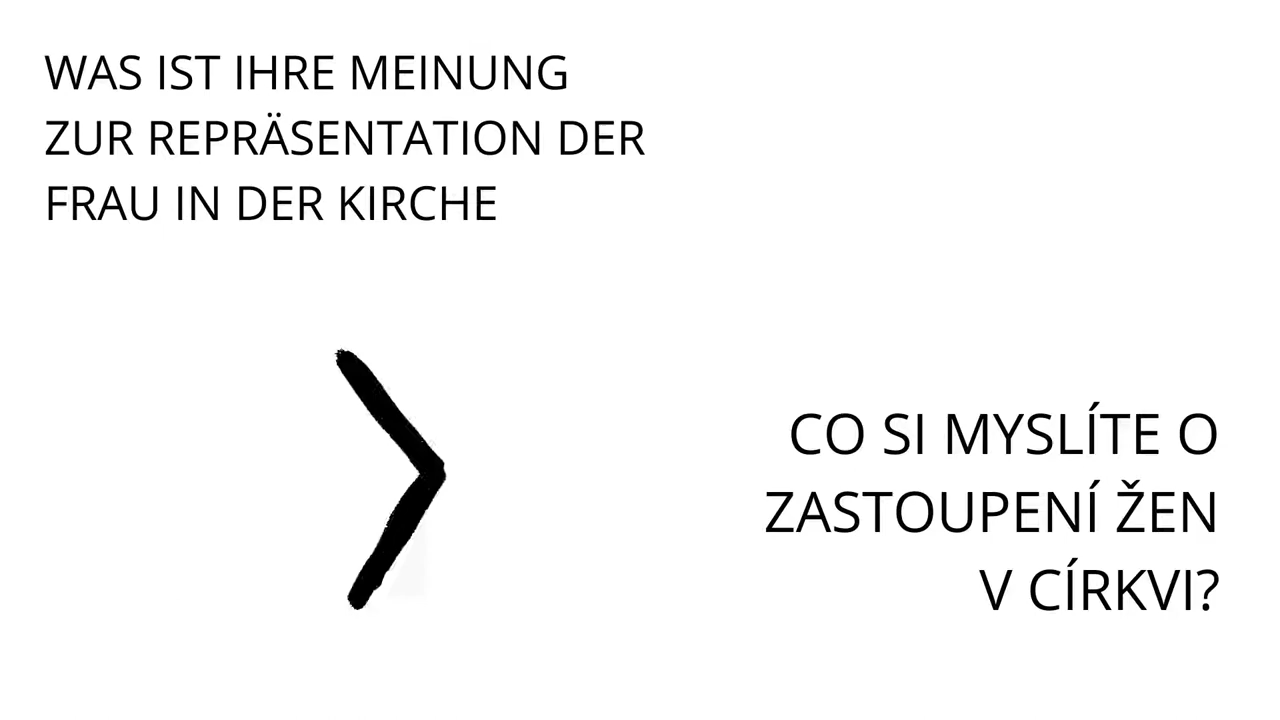 WAS IST IHRE MEINUNG
ZUR REPRÄSENTATION DER
FRAU IN DER KIRCHE
CO SI MYSLÍTE O
ZASTOUPENÍ ŽEN
V CÍRKVI?